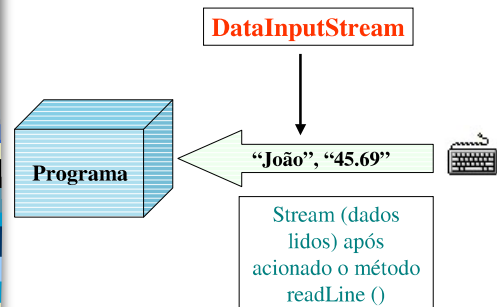 DataInputStream
Programa
“João”, “45.69”
Stream (dados
lidos) após
acionado o método
readLine ()